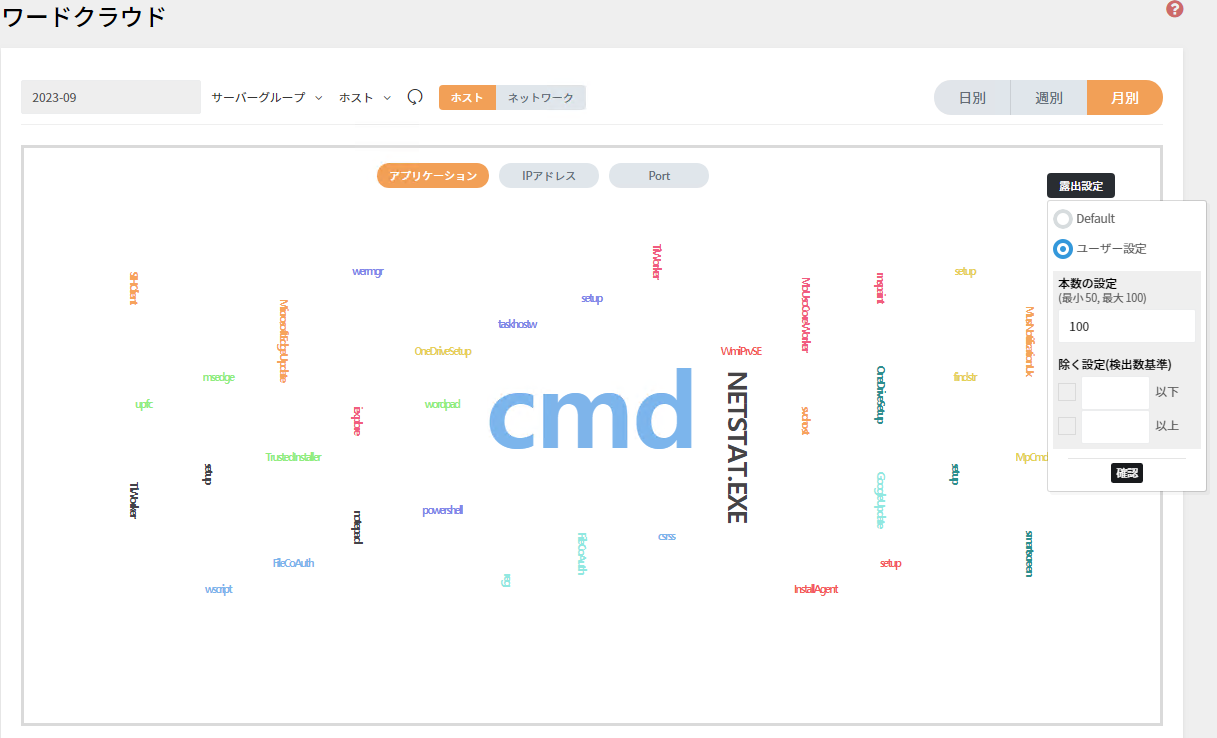 ワードクラウド
?
2023-09 サーバーグループ ホスト ホスト ネットワーク 日別 週別 月別
アプリケーション IPアドレス Port
露出設定
Default
ユーザー設定
本数の設定
(最小 50, 最大 100)
100
除く設定(検出数基準)
以下
以上
確認
TiWorker
SIHClient
wermgr
mspaint
setup
MoUsoCoreWorker
setup
MicrosoftEdgeUpdate
MusNotificationUx
taskhostw
OneDriveSetup
WmiPrvSE
cmd
NETSTAT.EXE
OneDriveSetup
msedge
findstr
upfc
iexplore
wordpad
svchost
TrustedInstaller
setup
setup
MpCmd
GoogleUpdate
TiWorker
notepad
powershell
FileCoAuth
csrss
smartscreen
FileCoAuth
setup
wscript
InstallAgent